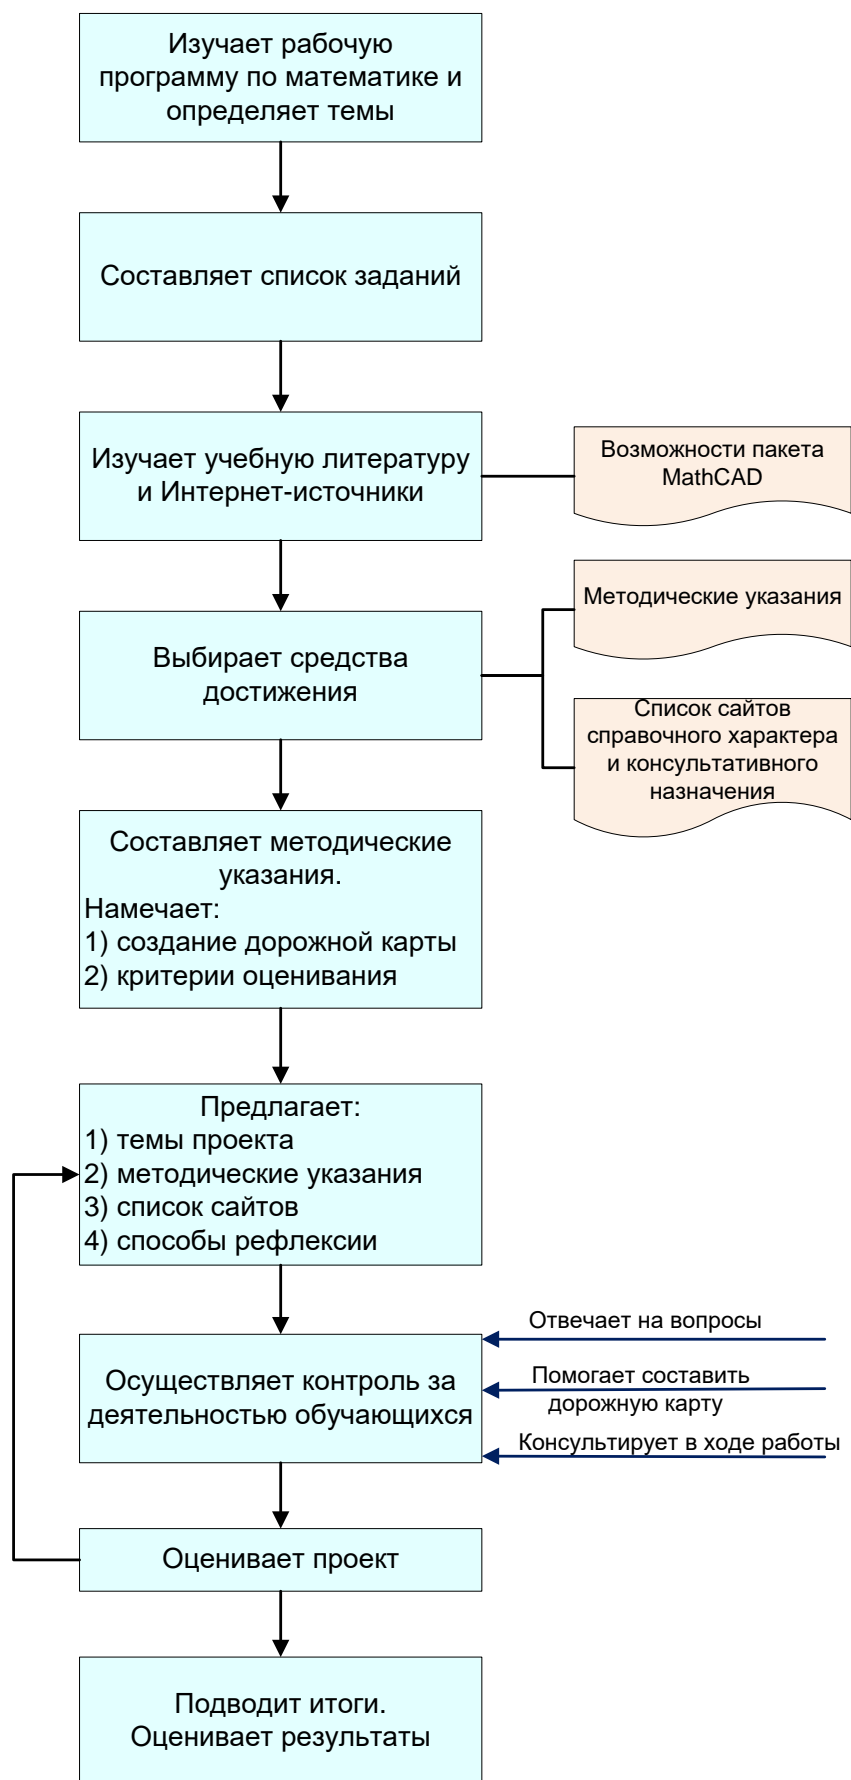 Изучает рабочую
программу по математике и
определяет темы
Составляет список заданий
Изучает учебную литературу
и Интернет-источники
Возможности пакета
MathCAD
Выбирает средства
достижения
Методические указания
Список сайтов
справочного характера
и консультативного
назначения
Составляет методические
указания.
Намечает:
1) создание дорожной карты
2) критерии оценивания
Предлагает:
1) темы проекта
2) методические указания
3) список сайтов
4) способы рефлексии
Осуществляет контроль за
деятельностью обучающихся
Отвечает на вопросы
Помогает составить
дорожную карту
Консультирует в ходе работы
Оценивает проект
Подводит итоги.
Оценивает результаты